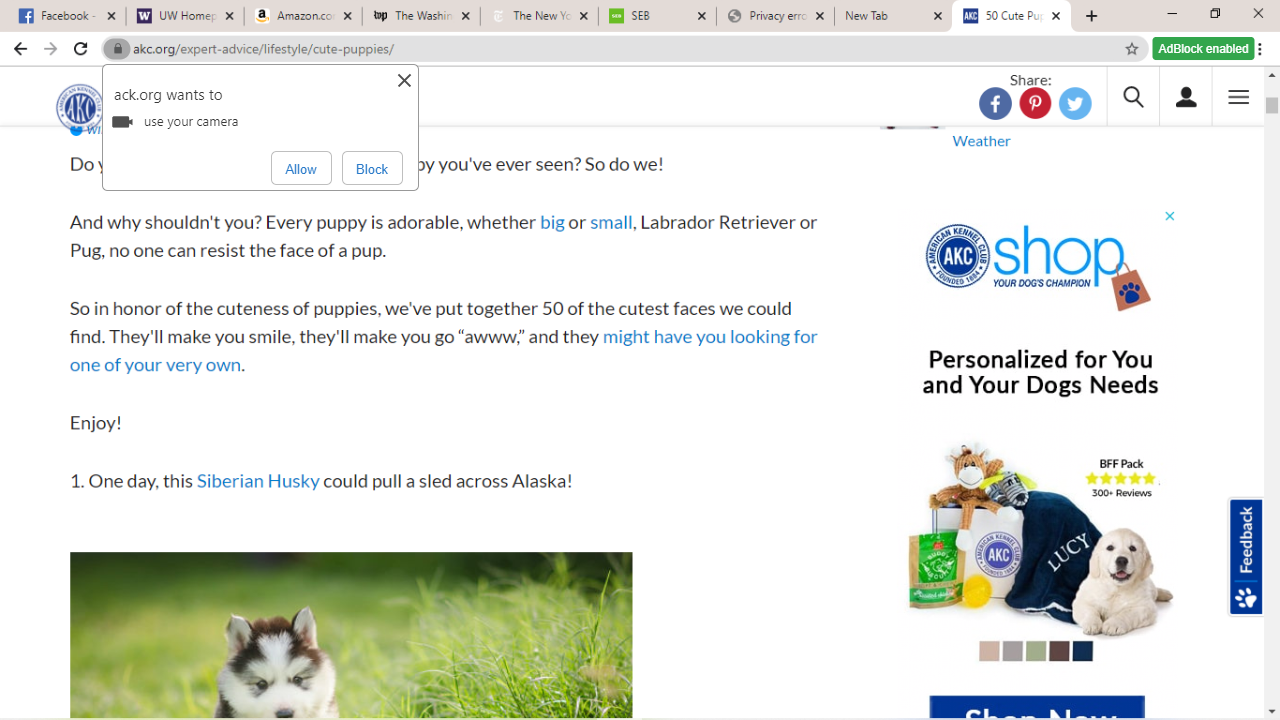 Facebook -
UW Homep
Amazon.co
The Washin
The New Yo
SEB
Privacy erro
New Tab
50 Cute Pup
akc.org/expert-advice/lifestyle/cute-puppies/
AdBlock enabled
ack.org wants to
use your camera
Allow
Block
Share:
Weather
Do y
py you've ever seen? So do we!
And why shouldn't you? Every puppy is adorable, whether big or small, Labrador Retriever or
Pug, no one can resist the face of a pup.
So in honor of the cuteness of puppies, we've put together 50 of the cutest faces we could
find. They'll make you smile, they'll make you go “awww,” and they might have you looking for
one of your very own.
Enjoy!
1. One day, this Siberian Husky could pull a sled across Alaska!
AMERICAN KENNEL CLUB
AKC
FOUNDED 1884
shop
YOUR DOG'S CHAMPION
Personalized for You
and Your Dogs Needs
BFF Pack
300+ Reviews
LUCY
AKC
Shop Now
Feedback